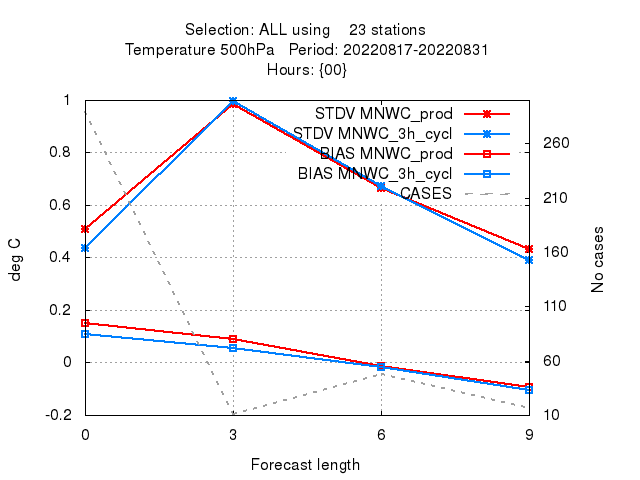 Selection: ALL using 23 stations
Temperature 500hPa Period: 20220817-20220831
Hours: {00}
STDV MNWC_prod
STDV MNWC_3h_cycl
BIAS MNWC_prod
BIAS MNWC_3h_cycl
CASES
1
0.8
0.6
0.4
0.2
0
-0.2
deg C
260
210
160
110
60
10
No cases
0 3 6 9
Forecast length